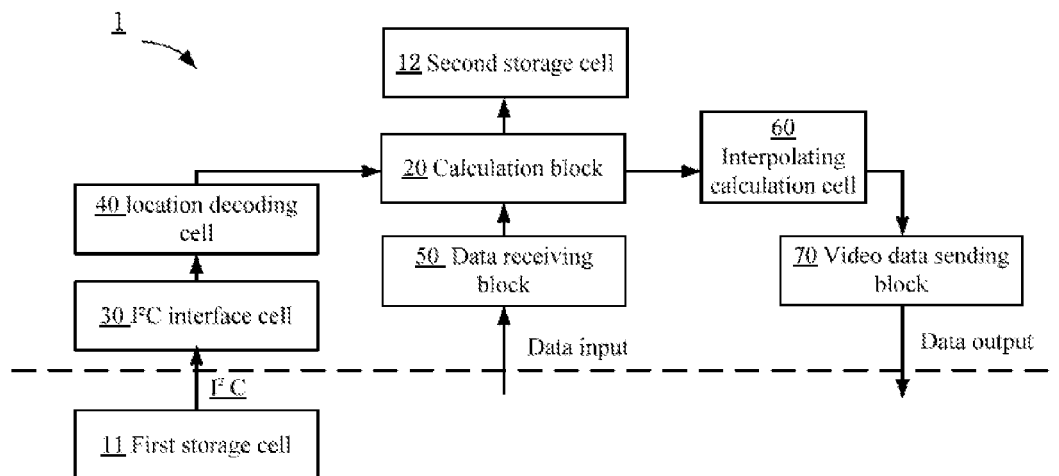 1
12 Second storage cell
20 Calculation block
60
Interpolating
calculation cell
40 location decoding
cell
50 Data receiving
block
70 Video data sending
block
30 I²C interface cell
Data input
Data output
I² C
11 First storage cell